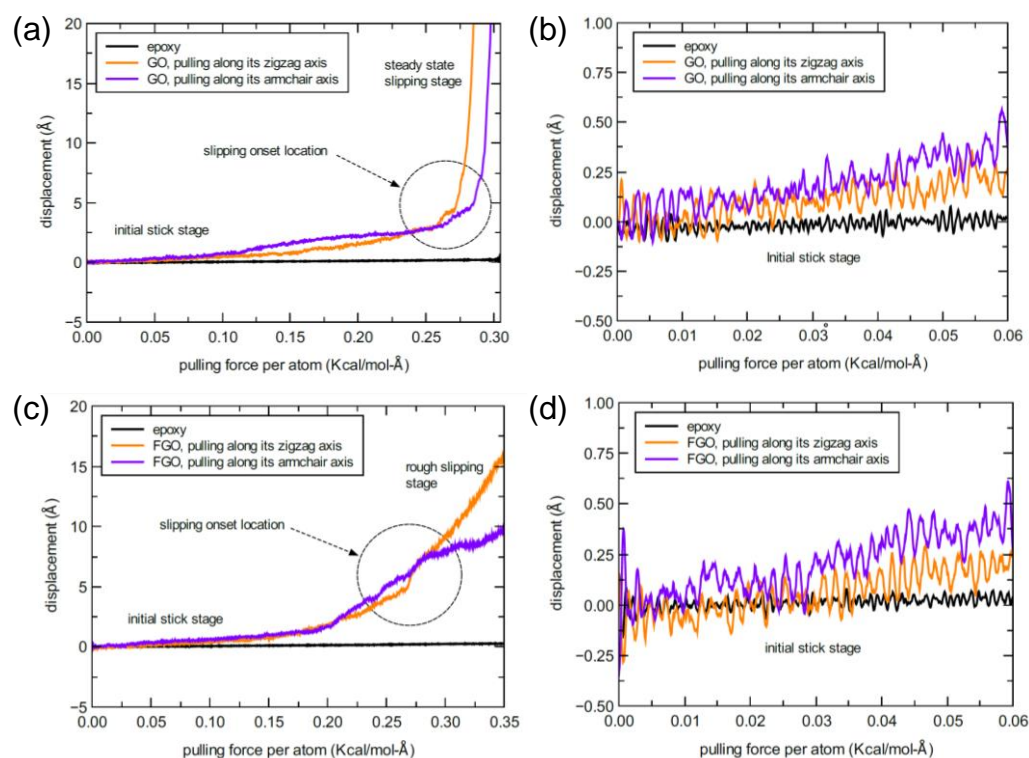 (a)
20
15
10
5
0
−5
displacement (Å)
epoxy
GO, pulling along its zigzag axis
GO, pulling along its armchair axis
steady state
slipping stage
slipping onset location
initial stick stage
0.00 0.05 0.10 0.15 0.20 0.25 0.30
pulling force per atom (Kcal/mol-Å)
(b)
1.00
0.75
0.50
0.25
0.00
−0.25
−0.50
displacement (Å)
epoxy
GO, pulling along its zigzag axis
GO, pulling along its armchair axis
Initial stick stage
0.00 0.01 0.02 0.03 0.04 0.05 0.06
pulling force per atom (Kcal/mol-Å)
(c)
20
15
10
5
0
−5
displacement (Å)
epoxy
FGO, pulling along its zigzag axis
FGO, pulling along its armchair axis
rough slipping
stage
slipping onset location
initial stick stage
0.00 0.05 0.10 0.15 0.20 0.25 0.30 0.35
pulling force per atom (Kcal/mol-Å)
(d)
1.00
0.75
0.50
0.25
0.00
−0.25
−0.50
displacement (Å)
epoxy
FGO, pulling along its zigzag axis
FGO, pulling along its armchair axis
initial stick stage
0.00 0.01 0.02 0.03 0.04 0.05 0.06
pulling force per atom (Kcal/mol-Å)